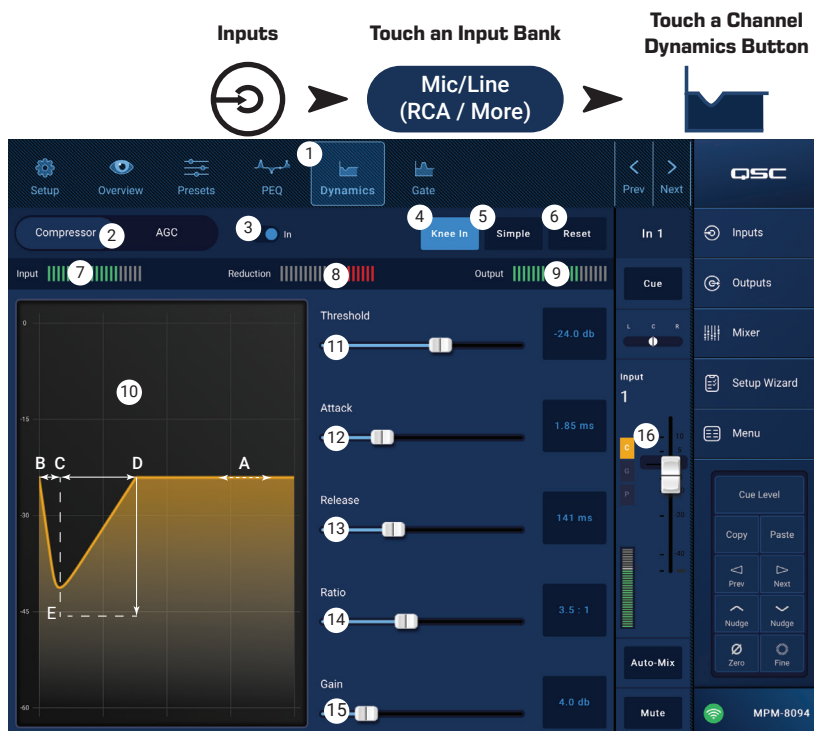 Inputs
Touch an Input Bank
Touch a Channel
Dynamics Button
Mic/Line
(RCA / More)
Setup
Overview
Presets
PEQ
1
Dynamics
Gate
Prev
Next
QSC
Compressor
2
AGC
3
In
4
Knee In
5
Simple
6
Reset
In 1
Inputs
Input
7
Reduction
8
Output
9
Cue
Outputs
0
Threshold
11
-24.0 db
L C R
Mixer
10
Input
1
Setup Wizard
-15
Attack
12
1.85 ms
16
10
5
Menu
C
G
P
B C D A
-30
Release
13
141 ms
20
Cue Level
Copy
Paste
40
Prev
Next
E
-45
Ratio
14
3.5 : 1
Nudge
Nudge
Auto-Mix
Ø
Zero
Fine
Gain
15
4.0 db
-60
Mute
MPM-8094